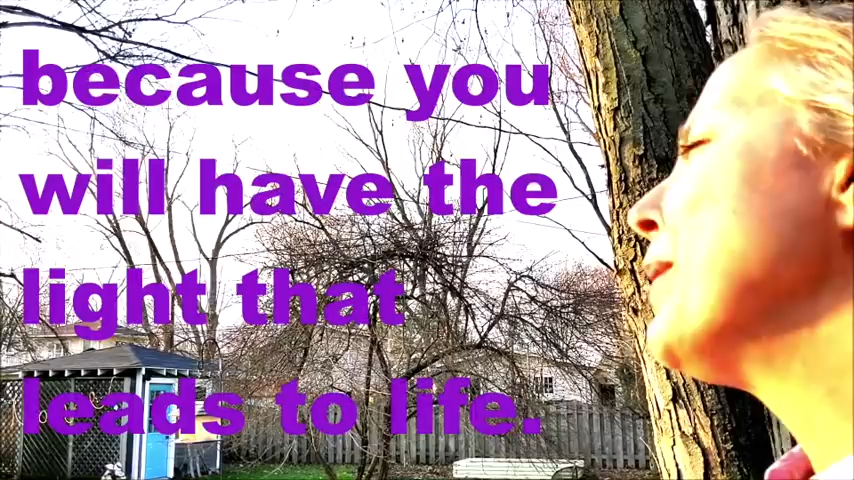 because you
will have the
light that
leads to life.